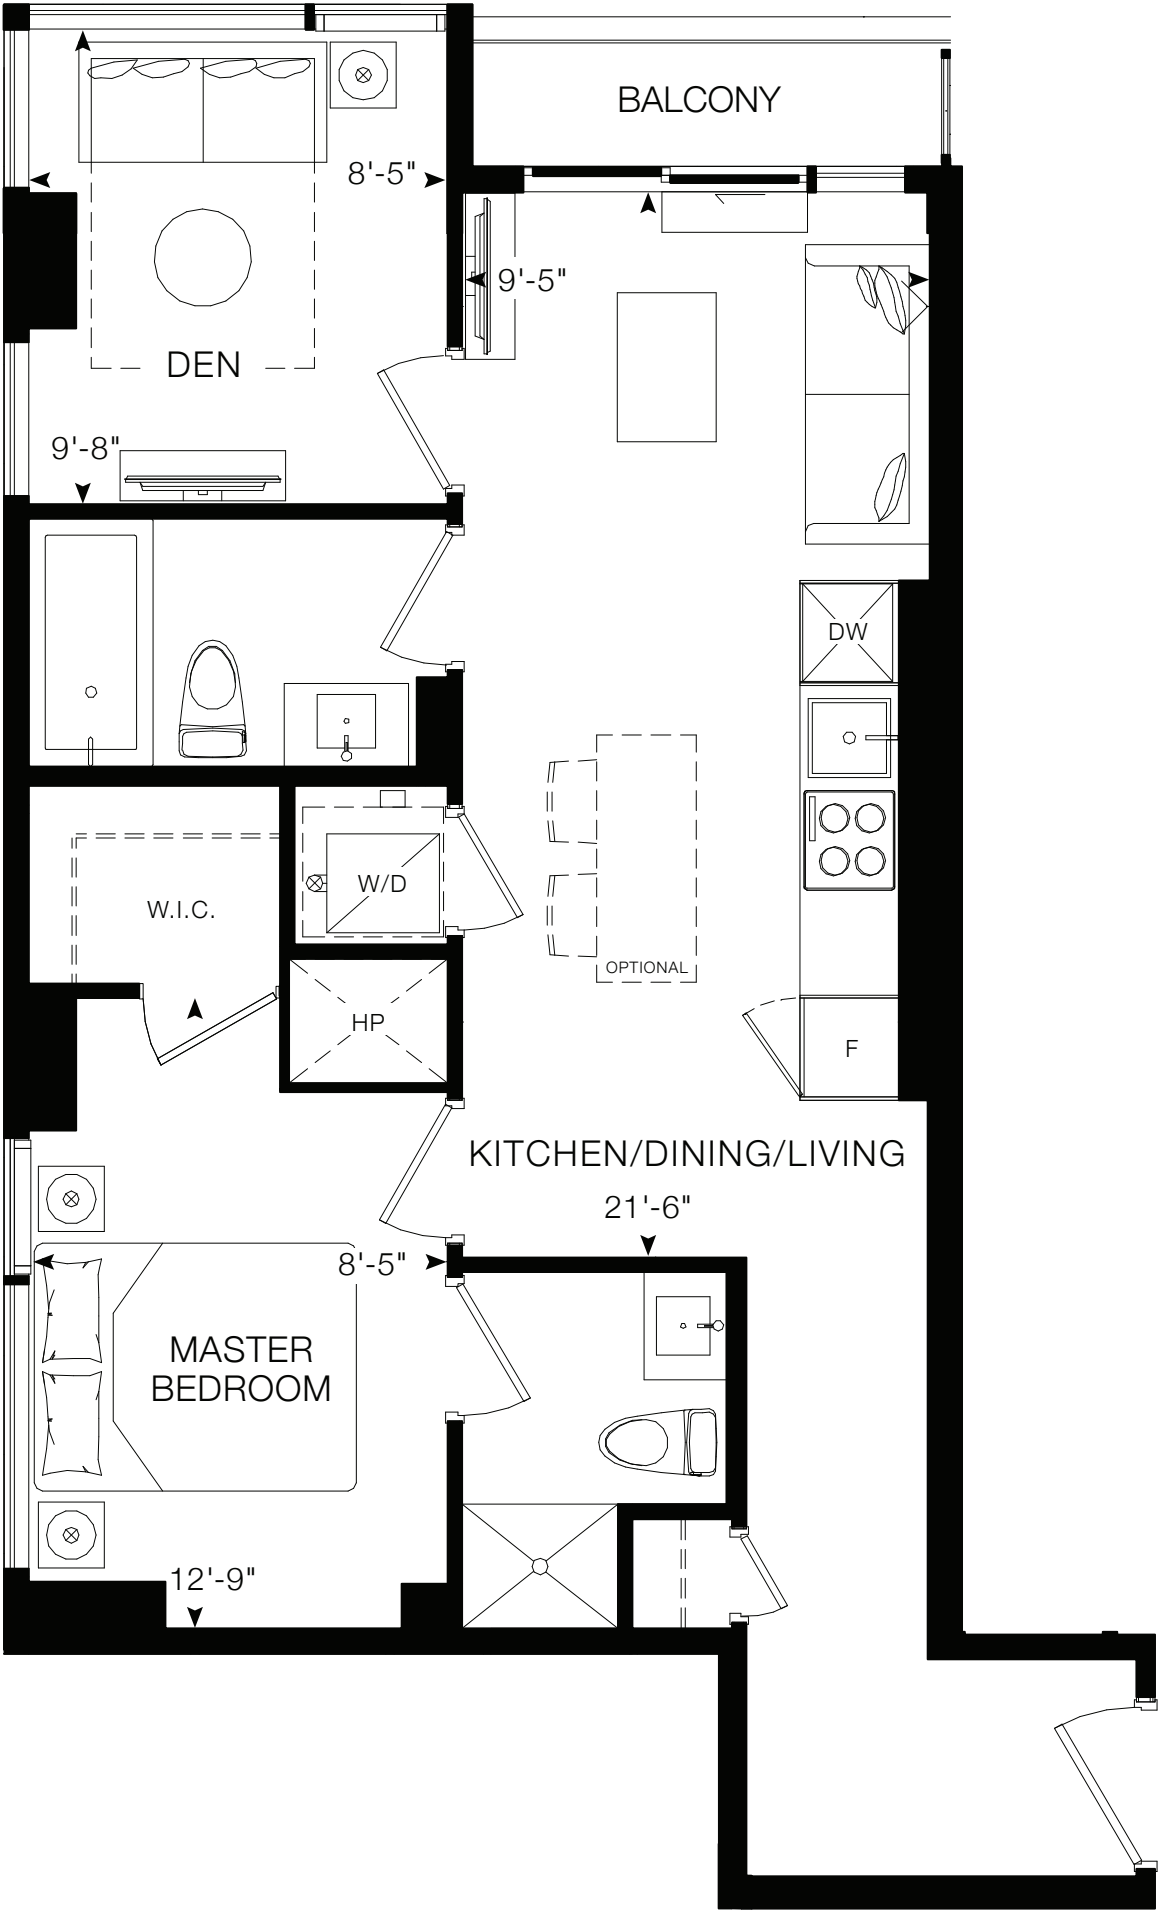 BALCONY
8'-5"
9'-5"
DEN
9'-8"
DW
W/D
W.I.C.
OPTIONAL
HP
F
KITCHEN/DINING/LIVING
21'-6"
8'-5"
MASTER
BEDROOM
12'-9"